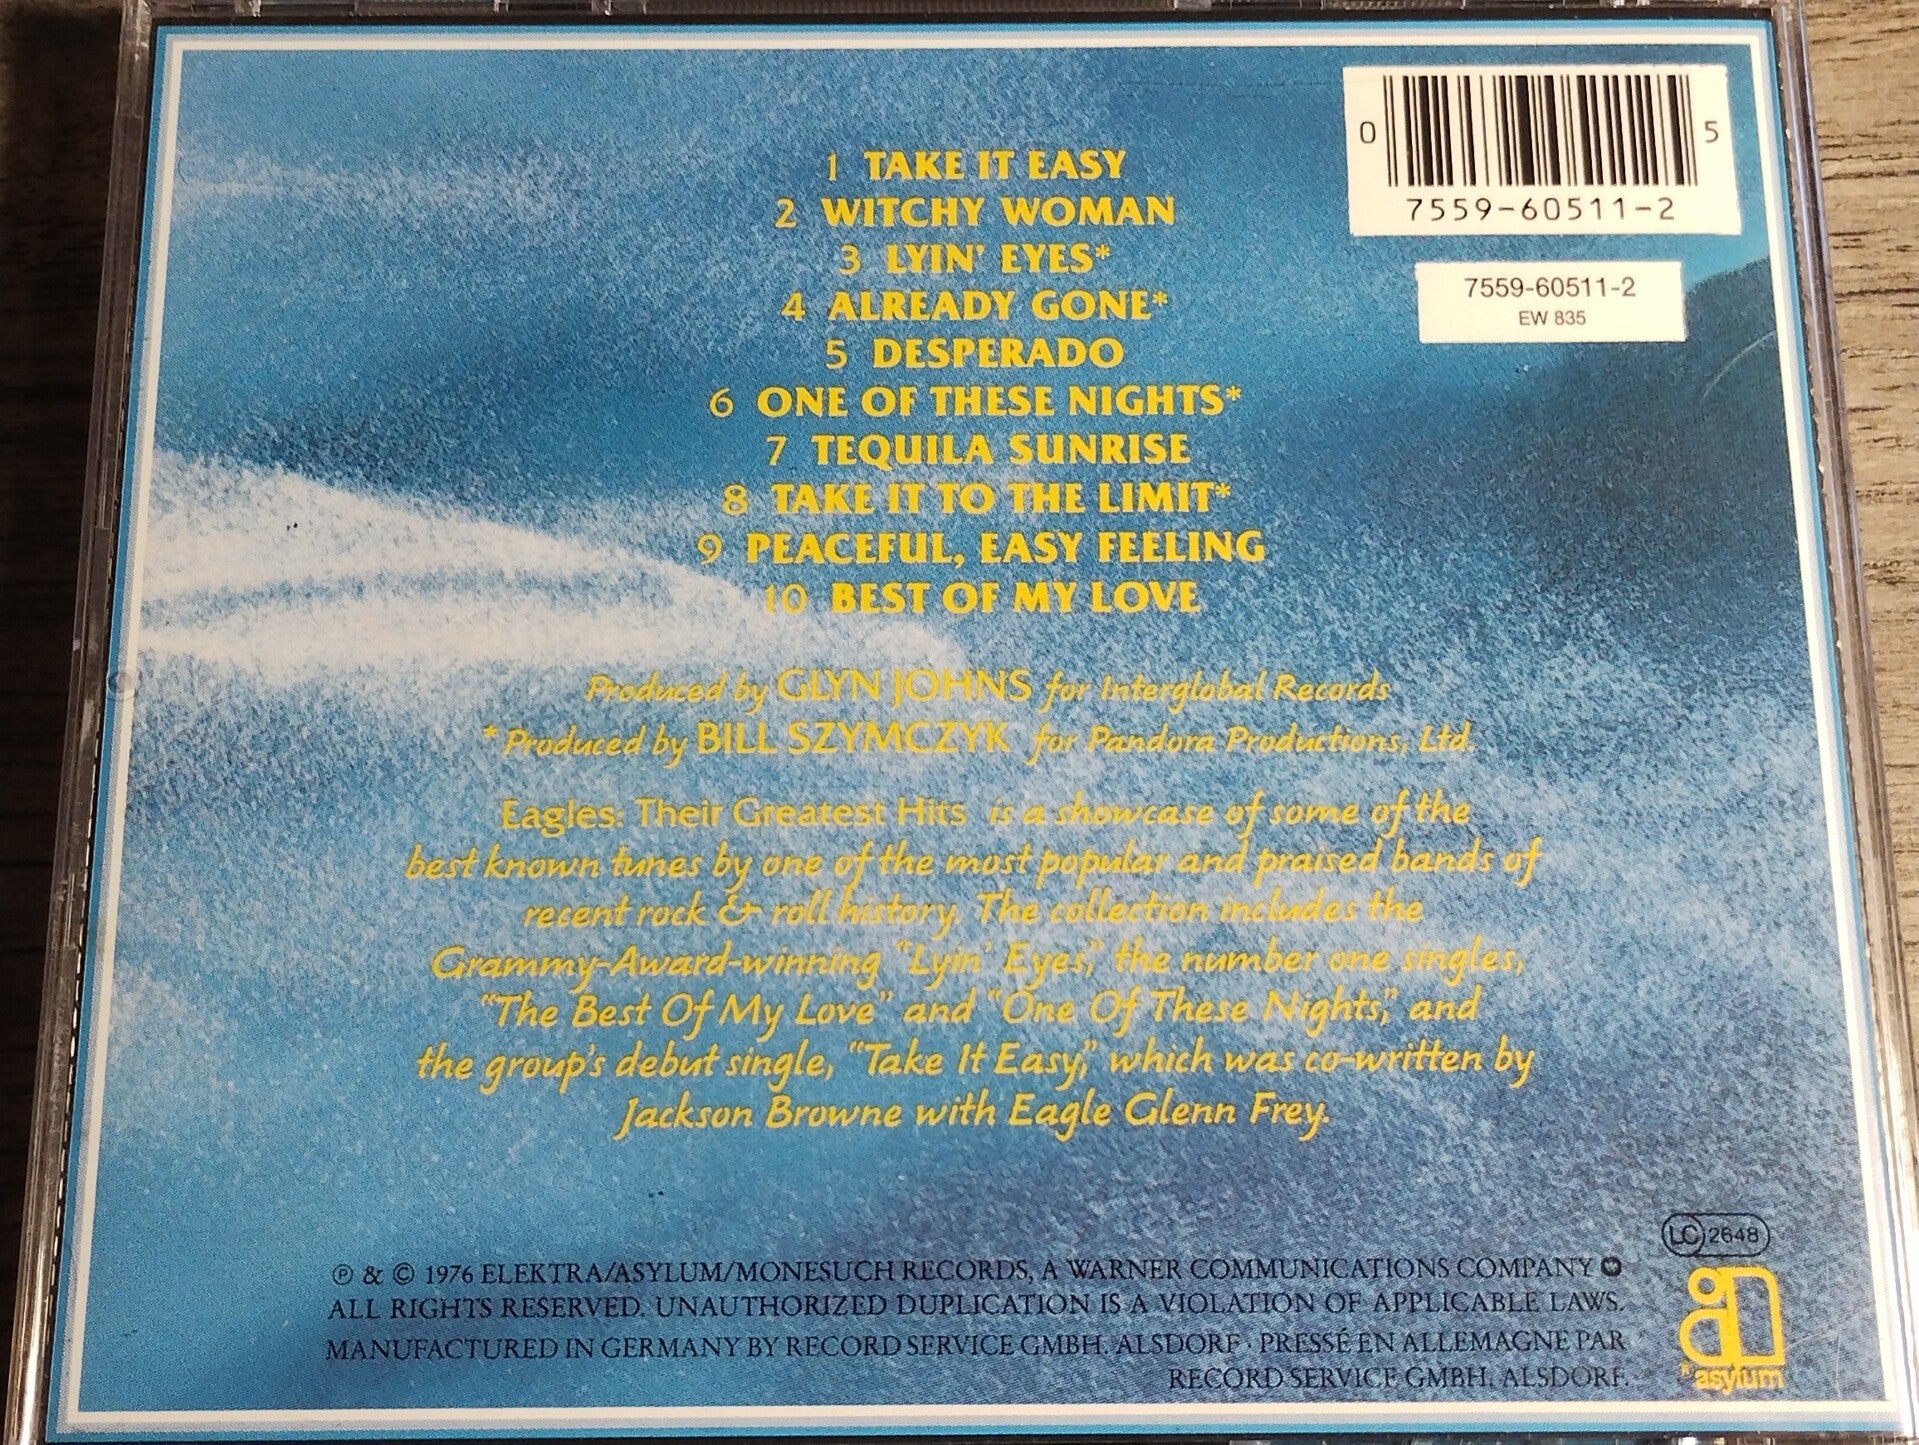 0 5
7559-60511-2
7559-60511-2
EW 835
1 TAKE IT EASY
2 WITCHY WOMAN
3 LYIN' EYES*
4 ALREADY GONE*
5 DESPERADO
6 ONE OF THESE NIGHTS*
7 TEQUILA SUNRISE
8 TAKE IT TO THE LIMIT*
9 PEACEFUL, EASY FEELING
10 BEST OF MY LOVE
Produced by GLYN JOHNS for Interglobal Records
* Produced by BILL SZYMCZYK for Pandora Productions, Ltd.
Eagles: Their Greatest Hits is a showcase of some of the
best known tunes by one of the most popular and praised bands of
recent rock & roll history. The collection includes the
Grammy-Award-winning "Lyin' Eyes," the number one singles,
"The Best Of My Love" and "One Of These Nights," and
the group's debut single, "Take It Easy," which was co-written by
Jackson Browne with Eagle Glenn Frey.
LC 2648
℗ & © 1976 ELEKTRA/ASYLUM/NONESUCH RECORDS, A WARNER COMMUNICATIONS COMPANY
ALL RIGHTS RESERVED. UNAUTHORIZED DUPLICATION IS A VIOLATION OF APPLICABLE LAWS.
MANUFACTURED IN GERMANY BY RECORD SERVICE GMBH, ALSDORF · PRESSÉ EN ALLEMAGNE PAR
RECORD SERVICE GMBH, ALSDORF.
asylum